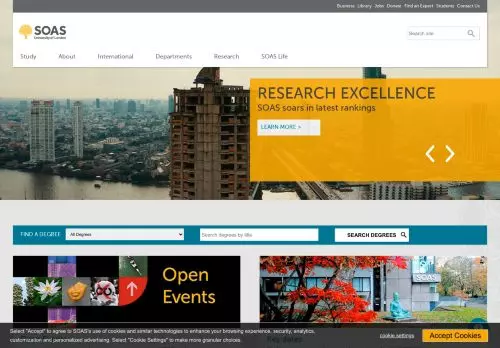 Business Library Jobs Donate Find an Expert Students Contact Us
SOAS
University of London
Search site
Study About International Departments Research SOAS Life
RESEARCH EXCELLENCE
SOAS soars in latest rankings
LEARN MORE >
FIND A DEGREE All Degrees Search degrees by title SEARCH DEGREES
Open
Events
SOAS
Key dates
Select "Accept" to agree to SOAS's use of cookies and similar technologies to enhance your browsing experience, security, analytics,
customization and personalized advertising. Select "Cookie Settings" to make more granular choices.
cookie settings
Accept Cookies